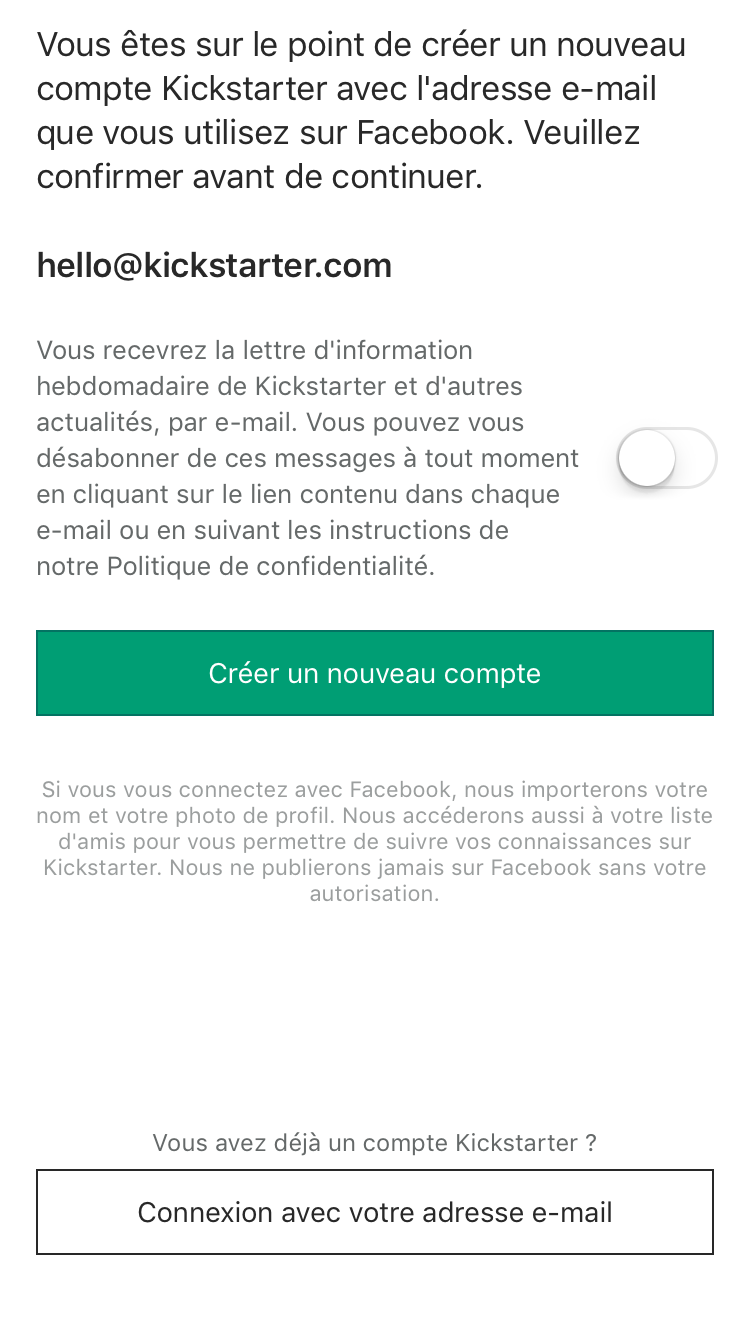 Vous êtes sur le point de créer un nouveau
compte Kickstarter avec l'adresse e-mail
que vous utilisez sur Facebook. Veuillez
confirmer avant de continuer.
hello@kickstarter.com
Vous recevrez la lettre d'information
hebdomadaire de Kickstarter et d'autres
actualités, par e-mail. Vous pouvez vous
désabonner de ces messages à tout moment
en cliquant sur le lien contenu dans chaque
e-mail ou en suivant les instructions de
notre Politique de confidentialité.
Créer un nouveau compte
Si vous vous connectez avec Facebook, nous importerons votre
nom et votre photo de profil. Nous accéderons aussi à votre liste
d'amis pour vous permettre de suivre vos connaissances sur
Kickstarter. Nous ne publierons jamais sur Facebook sans votre
autorisation.
Vous avez déjà un compte Kickstarter ?
Connexion avec votre adresse e-mail